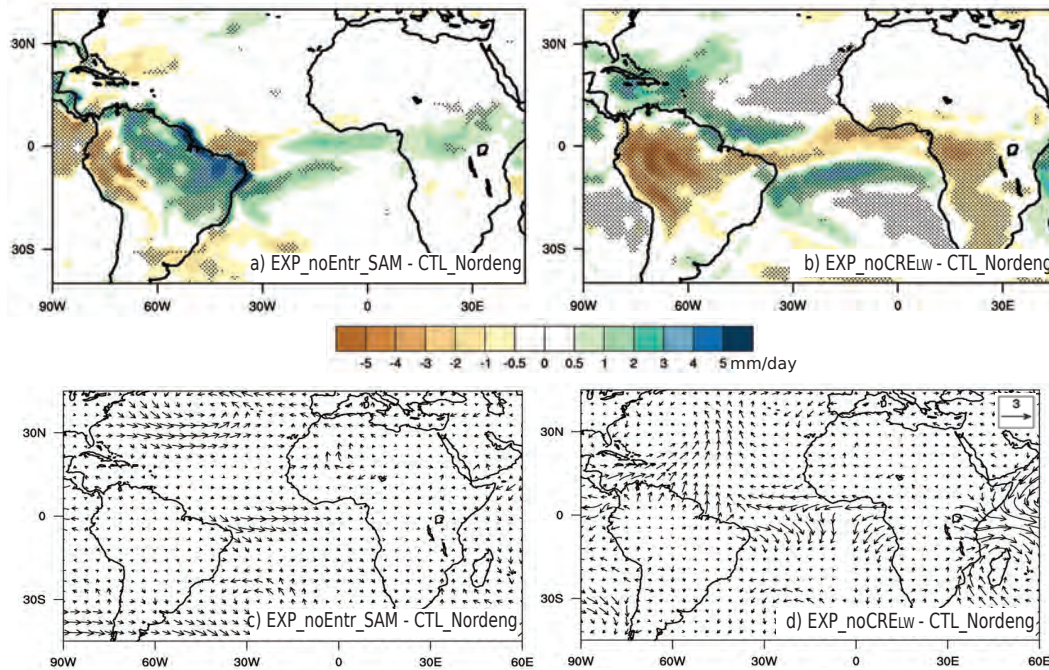 30N
0
30S
a) EXP_noEntr_SAM - CTL_Nordeng
90W 60W 30W 0 30E
30N
0
30S
b) EXP_noCRELW - CTL_Nordeng
90W 60W 30W 0 30E 60
-5 -4 -3 -2 -1 -0.5 0 0.5 1 2 3 4 5 mm/day
30N
0
30S
c) EXP_noEntr_SAM - CTL_Nordeng
90W 60W 30W 0 30E 60E
3
30N
0
30S
d) EXP_noCRELW - CTL_Nordeng
90W 60W 30W 0 30E 60E